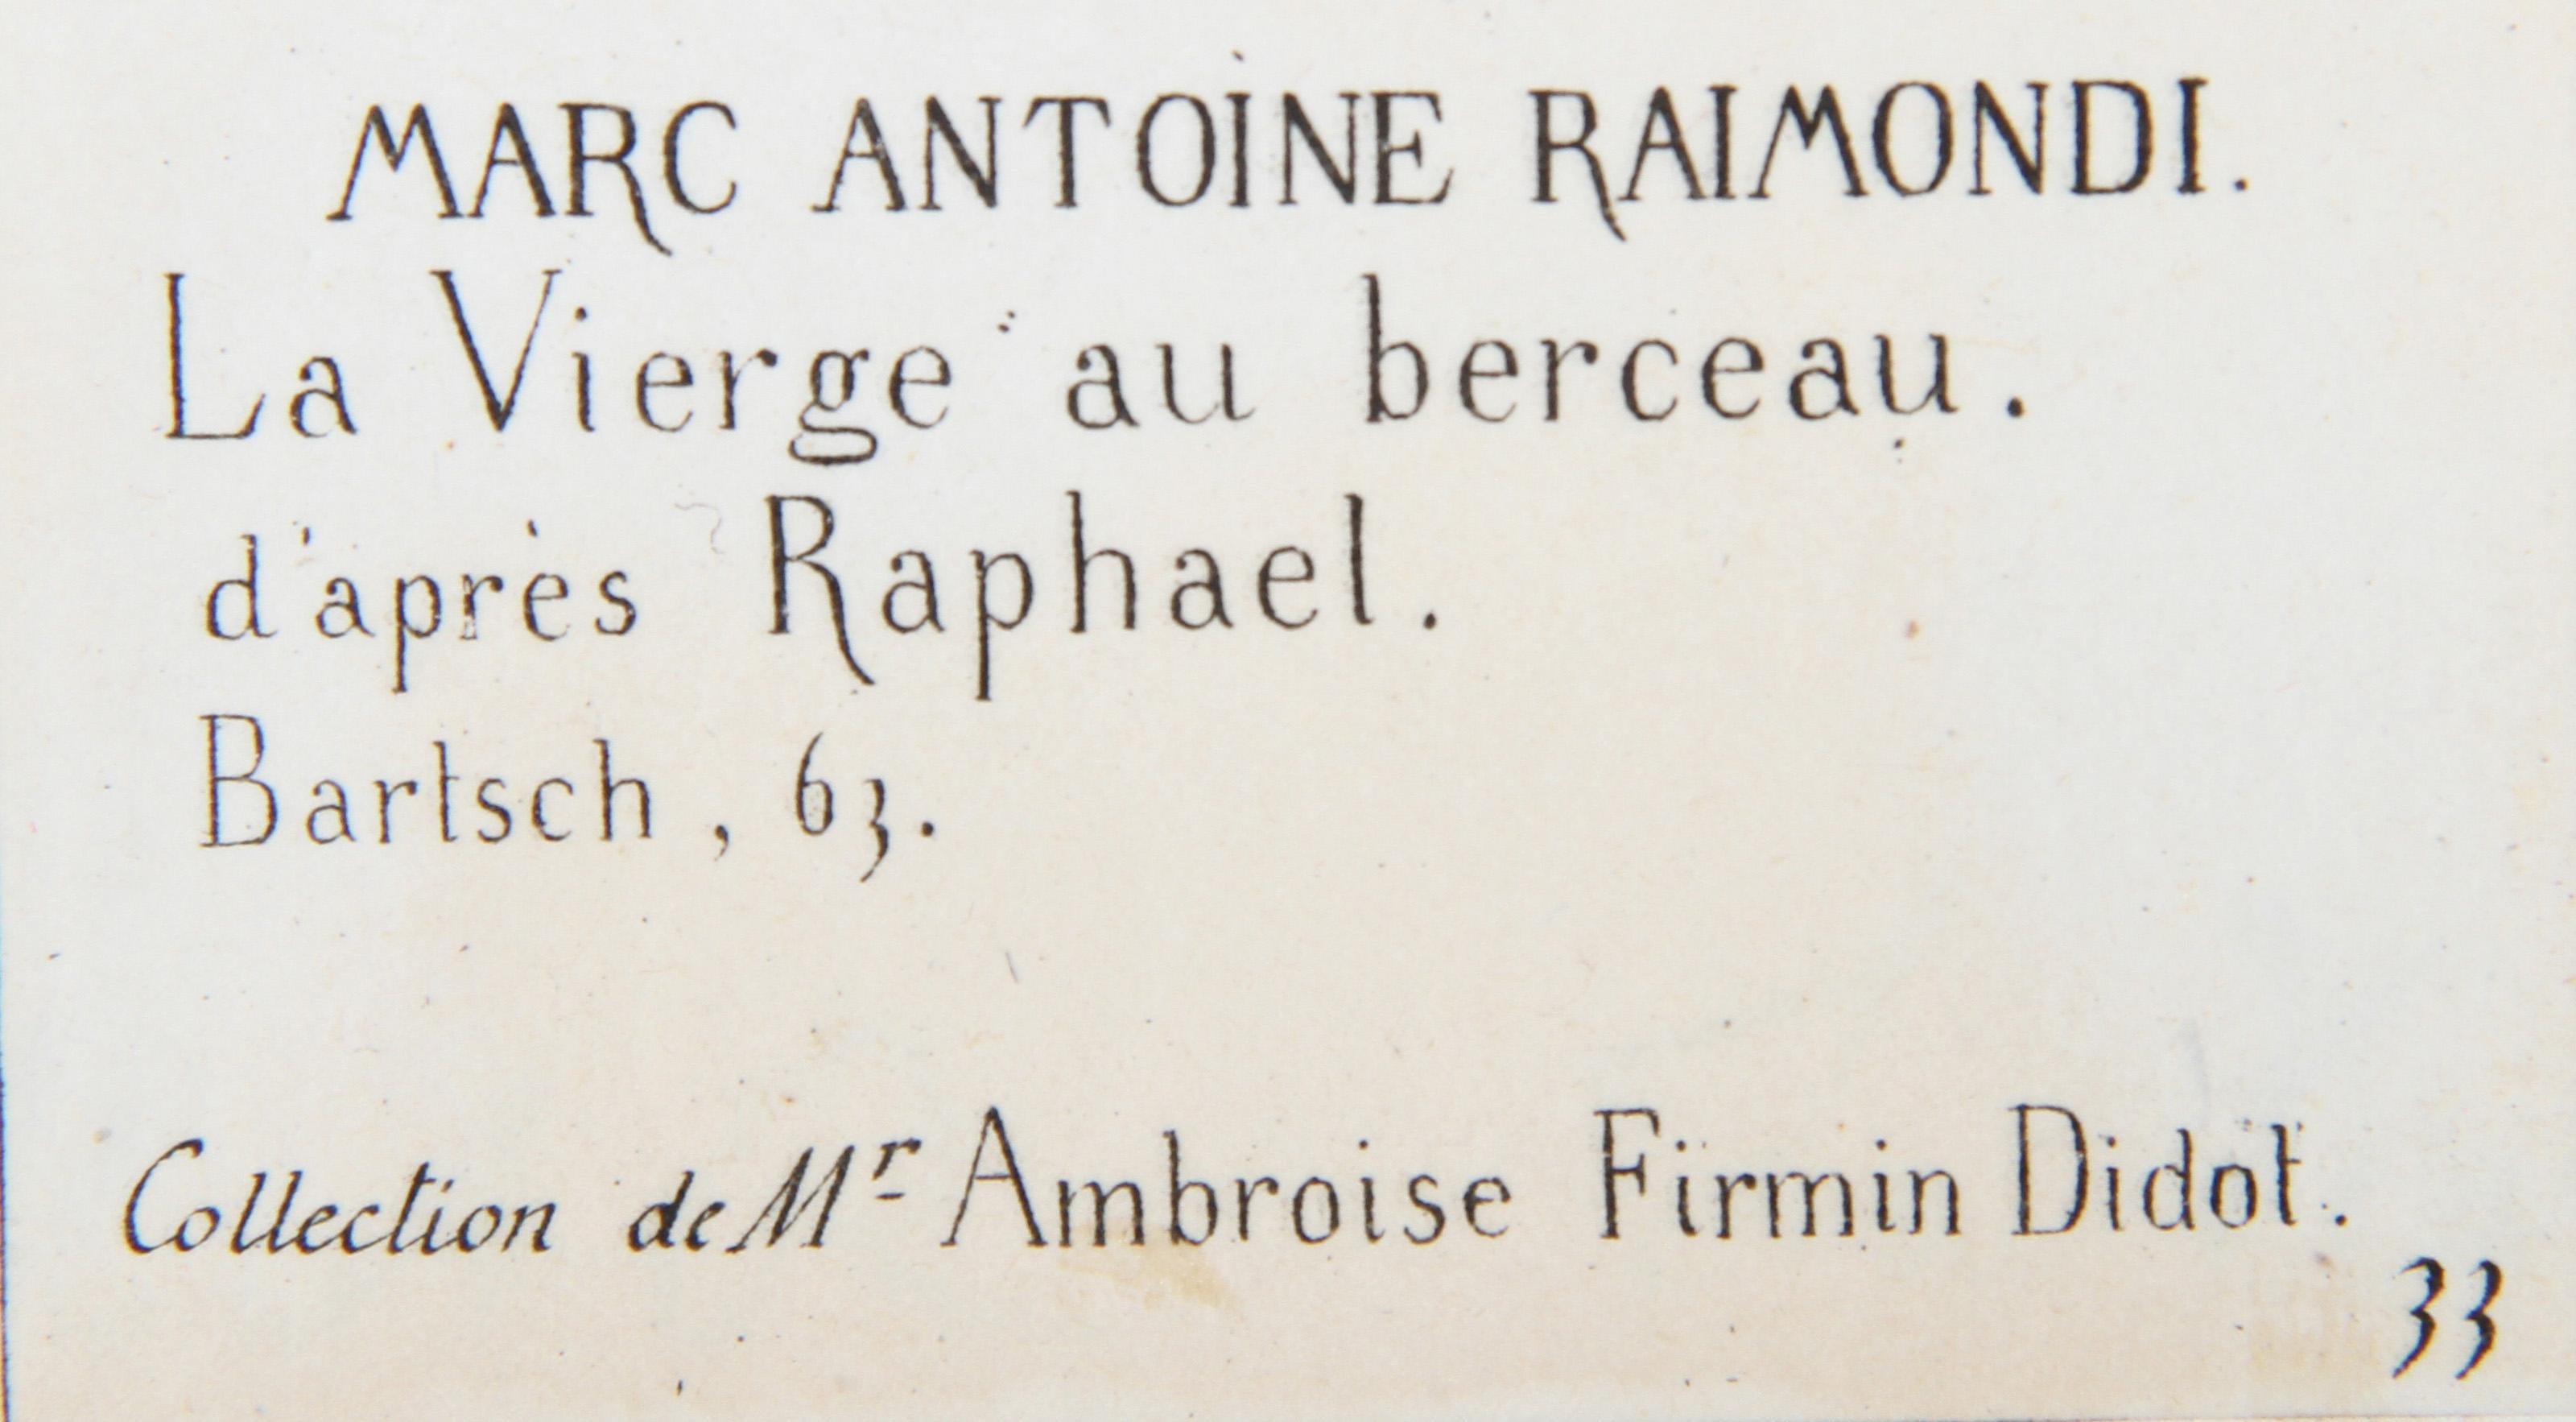 MARC ANTOINE RAIMONDI.
La Vierge au berceau.
d'après Raphael.
Bartsch, 63.
Collection de Mr Ambroise Firmin Didot.
33